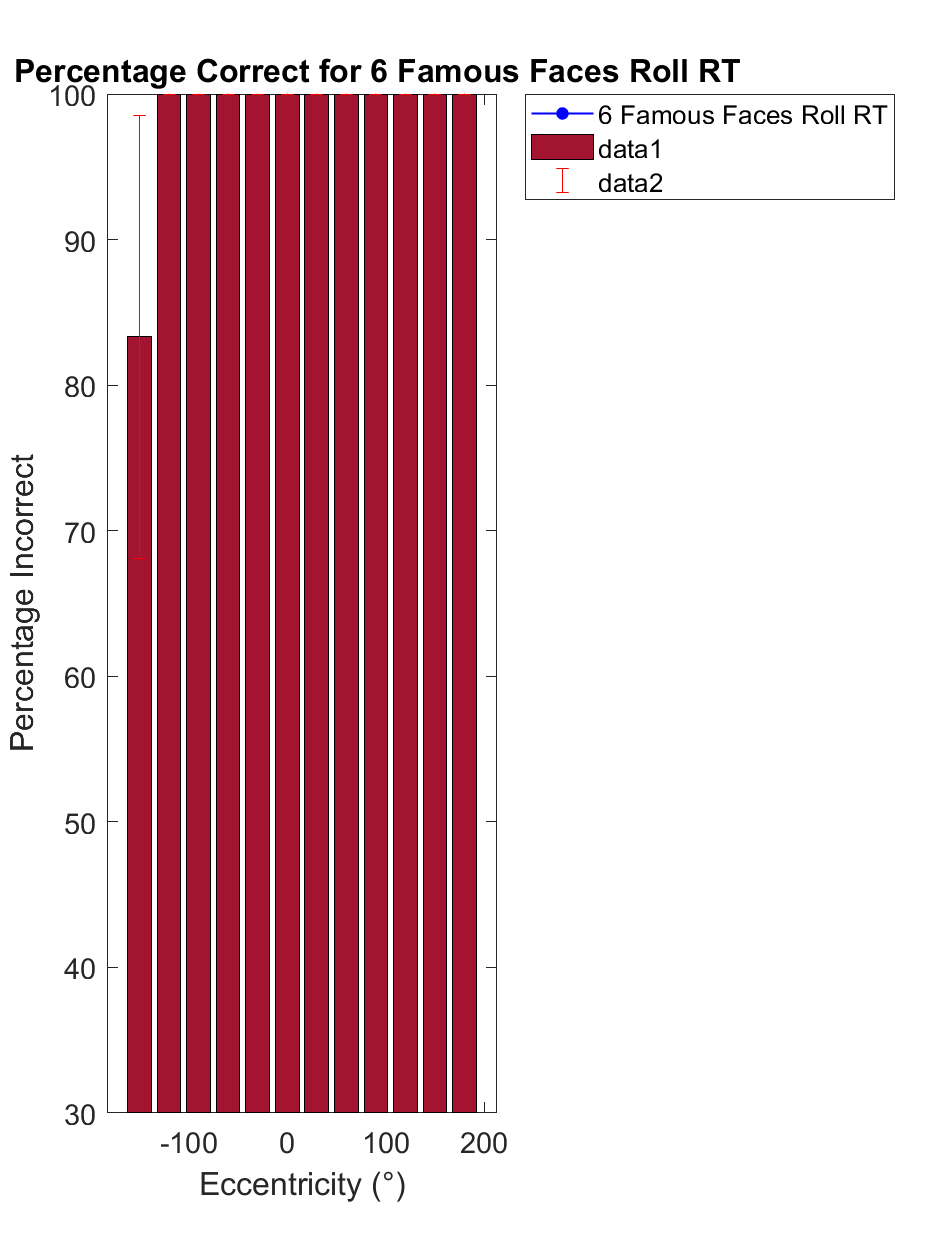 Percentage Correct for 6 Famous Faces Roll RT
6 Famous Faces Roll RT
data1
data2
Percentage Incorrect
100
90
80
70
60
50
40
30
-100 0 100 200
Eccentricity (°)